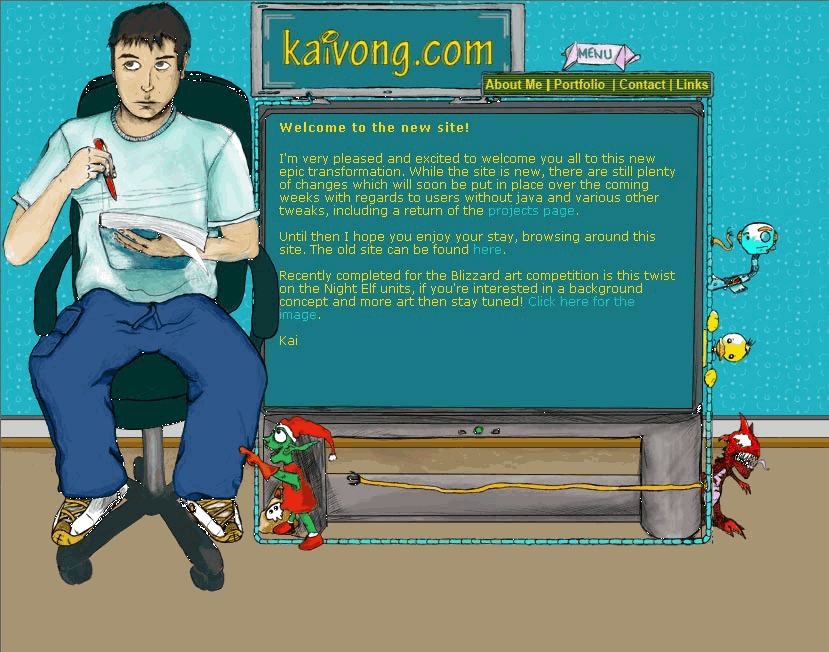 kaivong.com
MENU
About Me | Portfolio | Contact | Links
Welcome to the new site!
I'm very pleased and excited to welcome you all to this new
epic transformation. While the site is new, there are still plenty
of changes which will soon be put in place over the coming
weeks with regards to users without java and various other
tweaks, including a return of the projects page.
Until then I hope you enjoy your stay, browsing around this
site. The old site can be found here.
Recently completed for the Blizzard art competition is this twist
on the Night Elf units, if you're interested in a background
concept and more art then stay tuned! Click here for the
image.
Kai